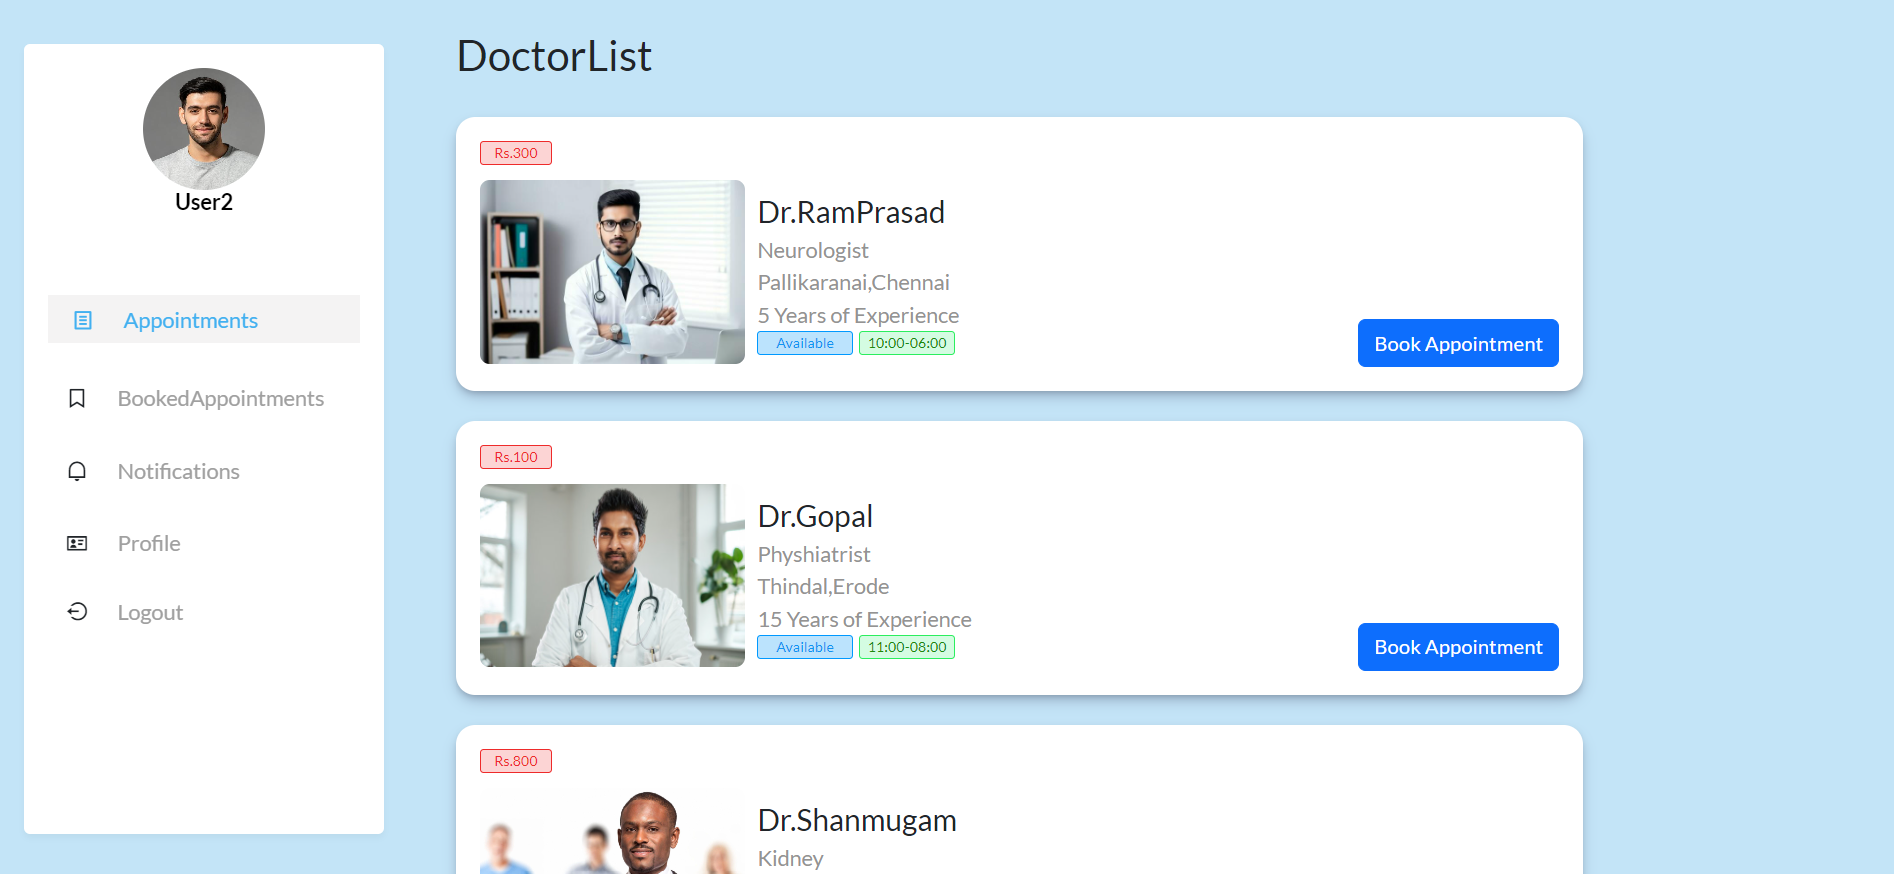 User2
Appointments
BookedAppointments
Notifications
Profile
Logout
DoctorList
Rs.300
Dr.RamPrasad
Neurologist
Pallikaranai,Chennai
5 Years of Experience
Available 10:00-06:00
Book Appointment
Rs.100
Dr.Gopal
Physhiatrist
Thindal,Erode
15 Years of Experience
Available 11:00-08:00
Book Appointment
Rs.800
Dr.Shanmugam
Kidney